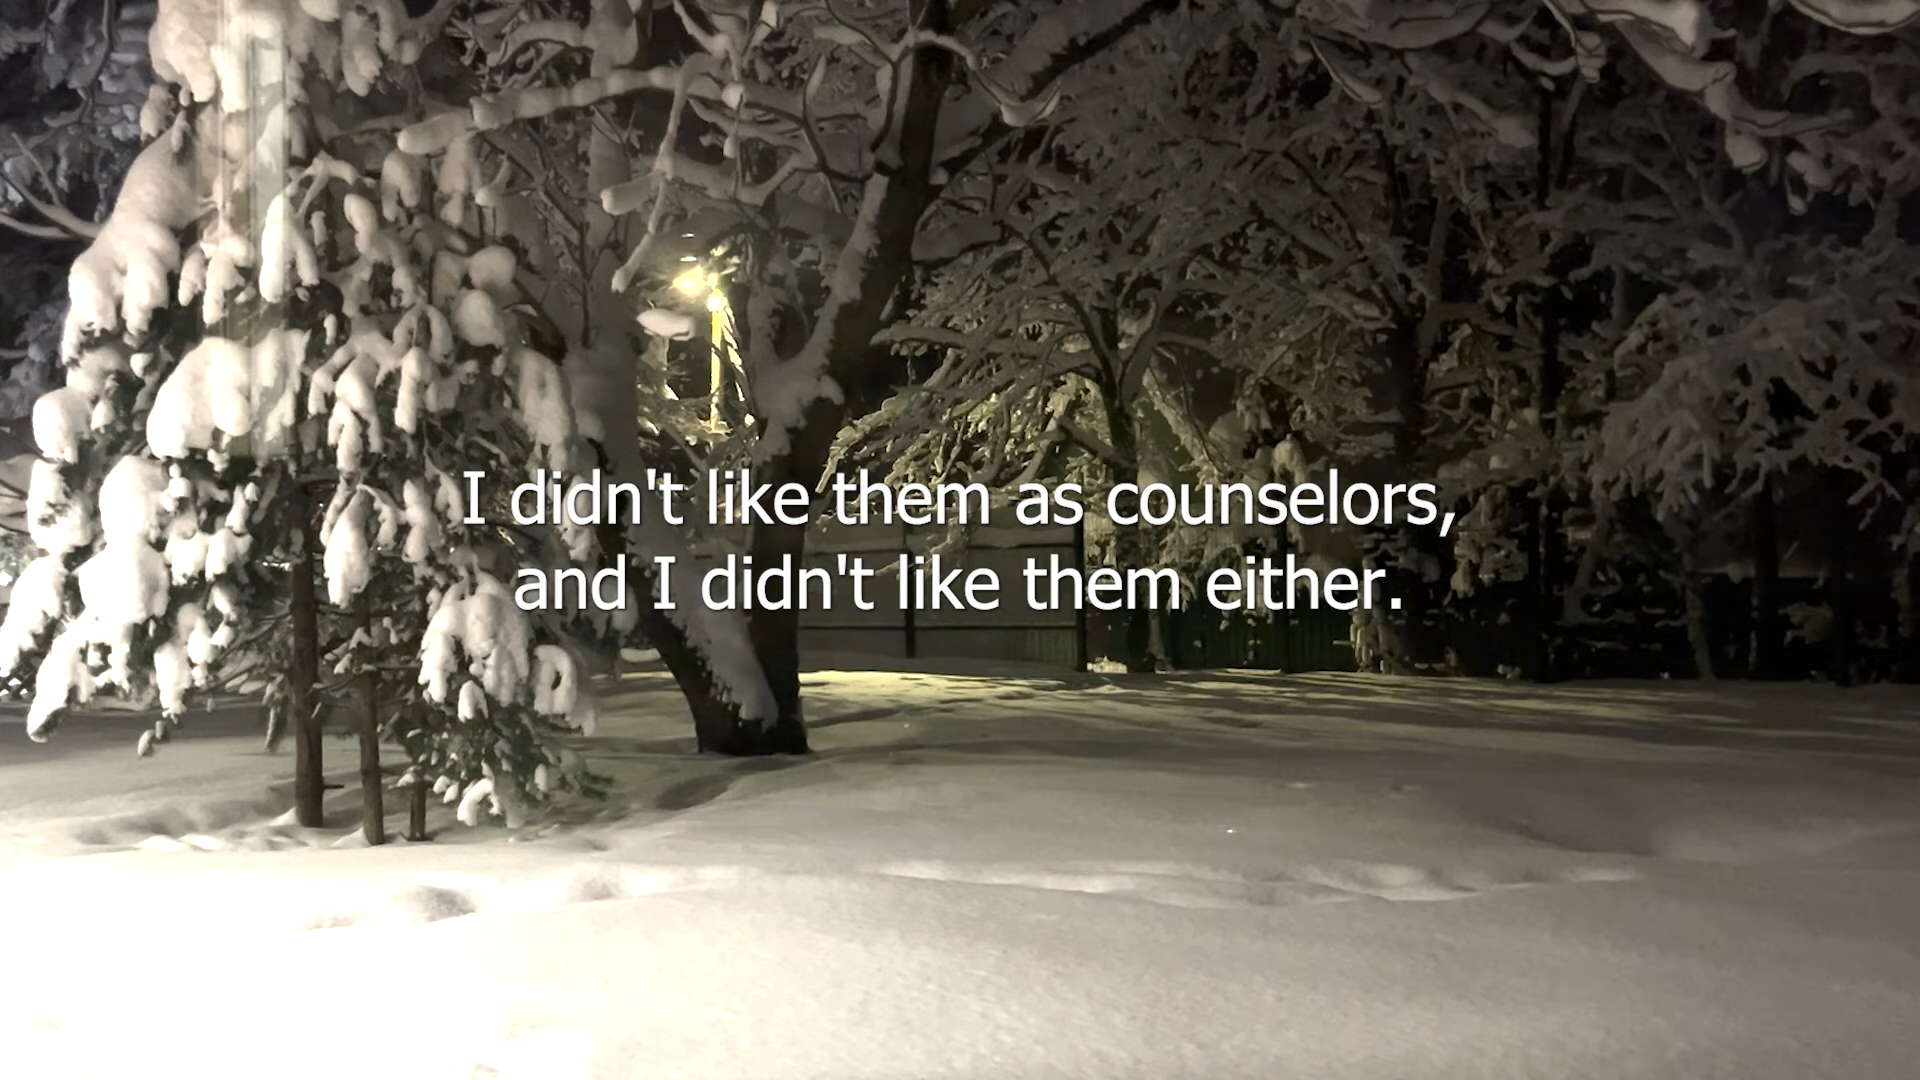 I didn't like them as counselors,
and I didn't like them either.